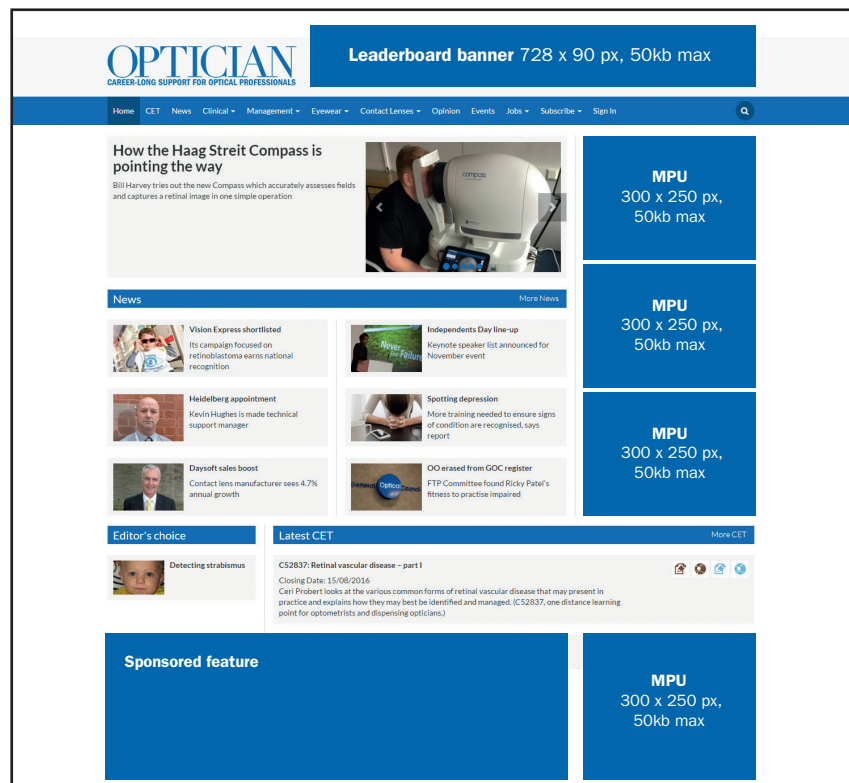 OPTICIAN
CAREER-LONG SUPPORT FOR OPTICAL PROFESSIONALS
Leaderboard banner 728 x 90 px, 50kb max
Home CET News Clinical Management Eyewear Contact Lenses Opinion Events Jobs Subscribe Sign In
How the Haag Streit Compass is
pointing the way
Bill Harvey tries out the new Compass which accurately assesses fields
and captures a retinal image in one simple operation
compass
MPU
300 x 250 px,
50kb max
News More News
Vision Express shortlisted
Its campaign focused on
retinoblastoma earns national
recognition
Never
Failure
Independents Day line-up
Keynote speaker list announced for
November event
MPU
300 x 250 px,
50kb max
Heidelberg appointment
Kevin Hughes is made technical
support manager
Spotting depression
More training needed to ensure signs
of condition are recognised, says
report
Daysoft sales boost
Contact lens manufacturer sees 4.7%
annual growth
General Optical Council
OO erased from GOC register
FTP Committee found Ricky Patel's
fitness to practise impaired
MPU
300 x 250 px,
50kb max
Editor's choice
Detecting strabismus
Latest CET More CET
C52837: Retinal vascular disease – part I
Closing Date: 15/08/2016
Ceri Probert looks at the various common forms of retinal vascular disease that may present in
practice and explains how they may best be identified and managed. (C52837, one distance learning
point for optometrists and dispensing opticians.)
Sponsored feature
MPU
300 x 250 px,
50kb max